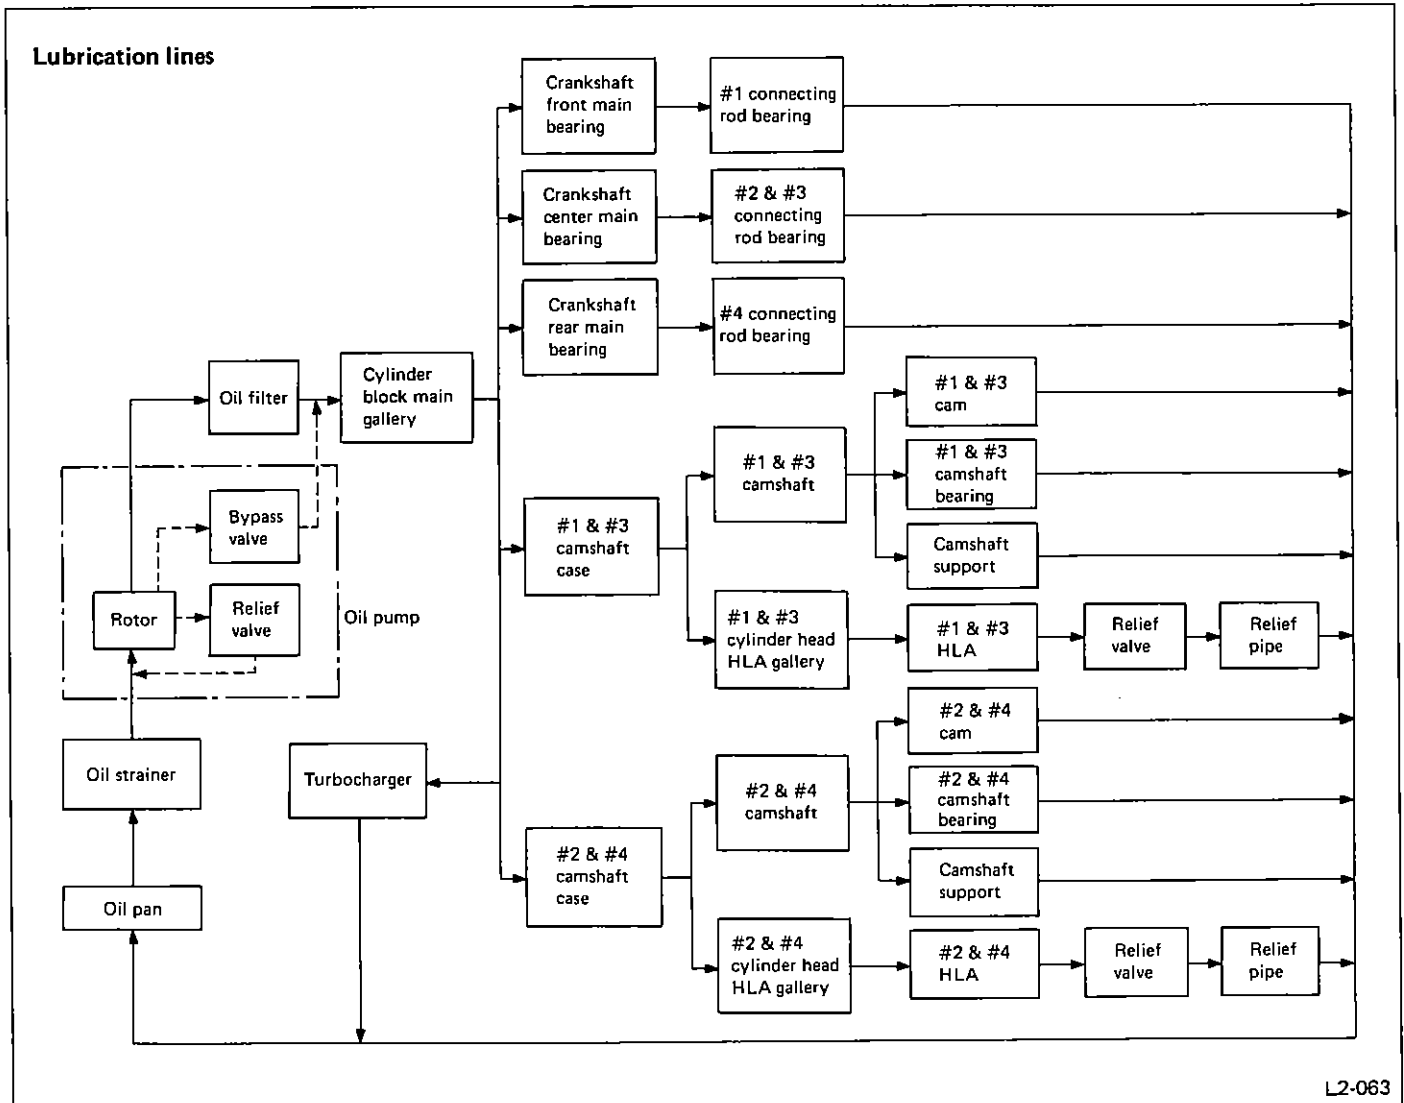 Lubrication lines
Crankshaft
front main
bearing
#1 connecting
rod bearing
Crankshaft
center main
bearing
#2 & #3
connecting
rod bearing
Crankshaft
rear main
bearing
#4 connecting
rod bearing
Oil filter
Cylinder
block main
gallery
#1 & #3
cam
#1 & #3
camshaft
#1 & #3
camshaft
bearing
Bypass
valve
#1 & #3
camshaft
case
Camshaft
support
Rotor
Relief
valve
Oil pump
#1 & #3
cylinder head
HLA gallery
#1 & #3
HLA
Relief
valve
Relief
pipe
#2 & #4
cam
Oil strainer
Turbocharger
#2 & #4
camshaft
#2 & #4
camshaft
bearing
#2 & #4
camshaft
case
Camshaft
support
Oil pan
#2 & #4
cylinder head
HLA gallery
#2 & #4
HLA
Relief
valve
Relief
pipe
L2-063